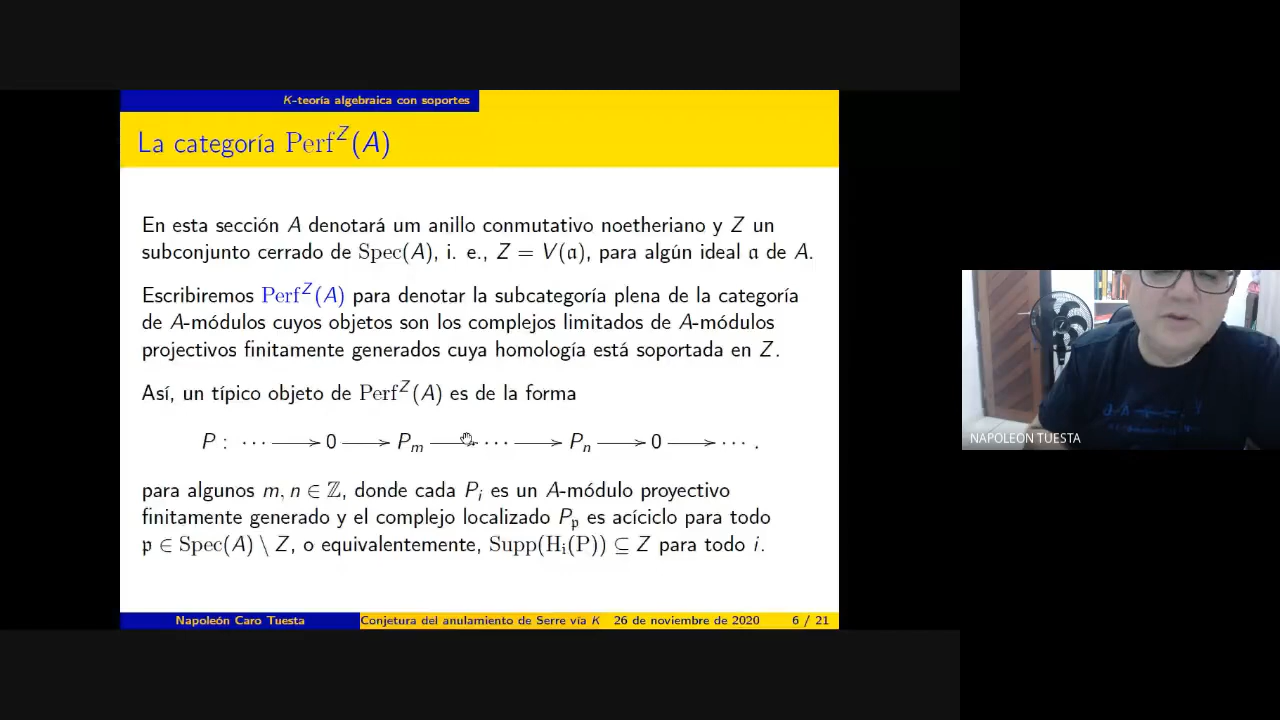 K-teoría algebraica con soportes
La categoría Perf^Z(A)
En esta sección A denotará um anillo conmutativo noetheriano y Z un
subconjunto cerrado de Spec(A), i. e., Z = V(𝔞), para algún ideal 𝔞 de A.
Escribiremos Perf^Z(A) para denotar la subcategoría plena de la categoría
de A-módulos cuyos objetos son los complejos limitados de A-módulos
projectivos finitamente generados cuya homología está soportada en Z.
Así, un típico objeto de Perf^Z(A) es de la forma
P : ⋯ → 0 → P_m → ⋯ → P_n → 0 → ⋯ .
para algunos m, n ∈ ℤ, donde cada P_i es un A-módulo proyectivo
finitamente generado y el complejo localizado P_𝔭 es acíciclo para todo
𝔭 ∈ Spec(A) \ Z, o equivalentemente, Supp(H_i(P)) ⊆ Z para todo i.
Napoleón Caro Tuesta
Conjetura del anulamiento de Serre vía K
26 de noviembre de 2020
6 / 21
NAPOLEON TUESTA